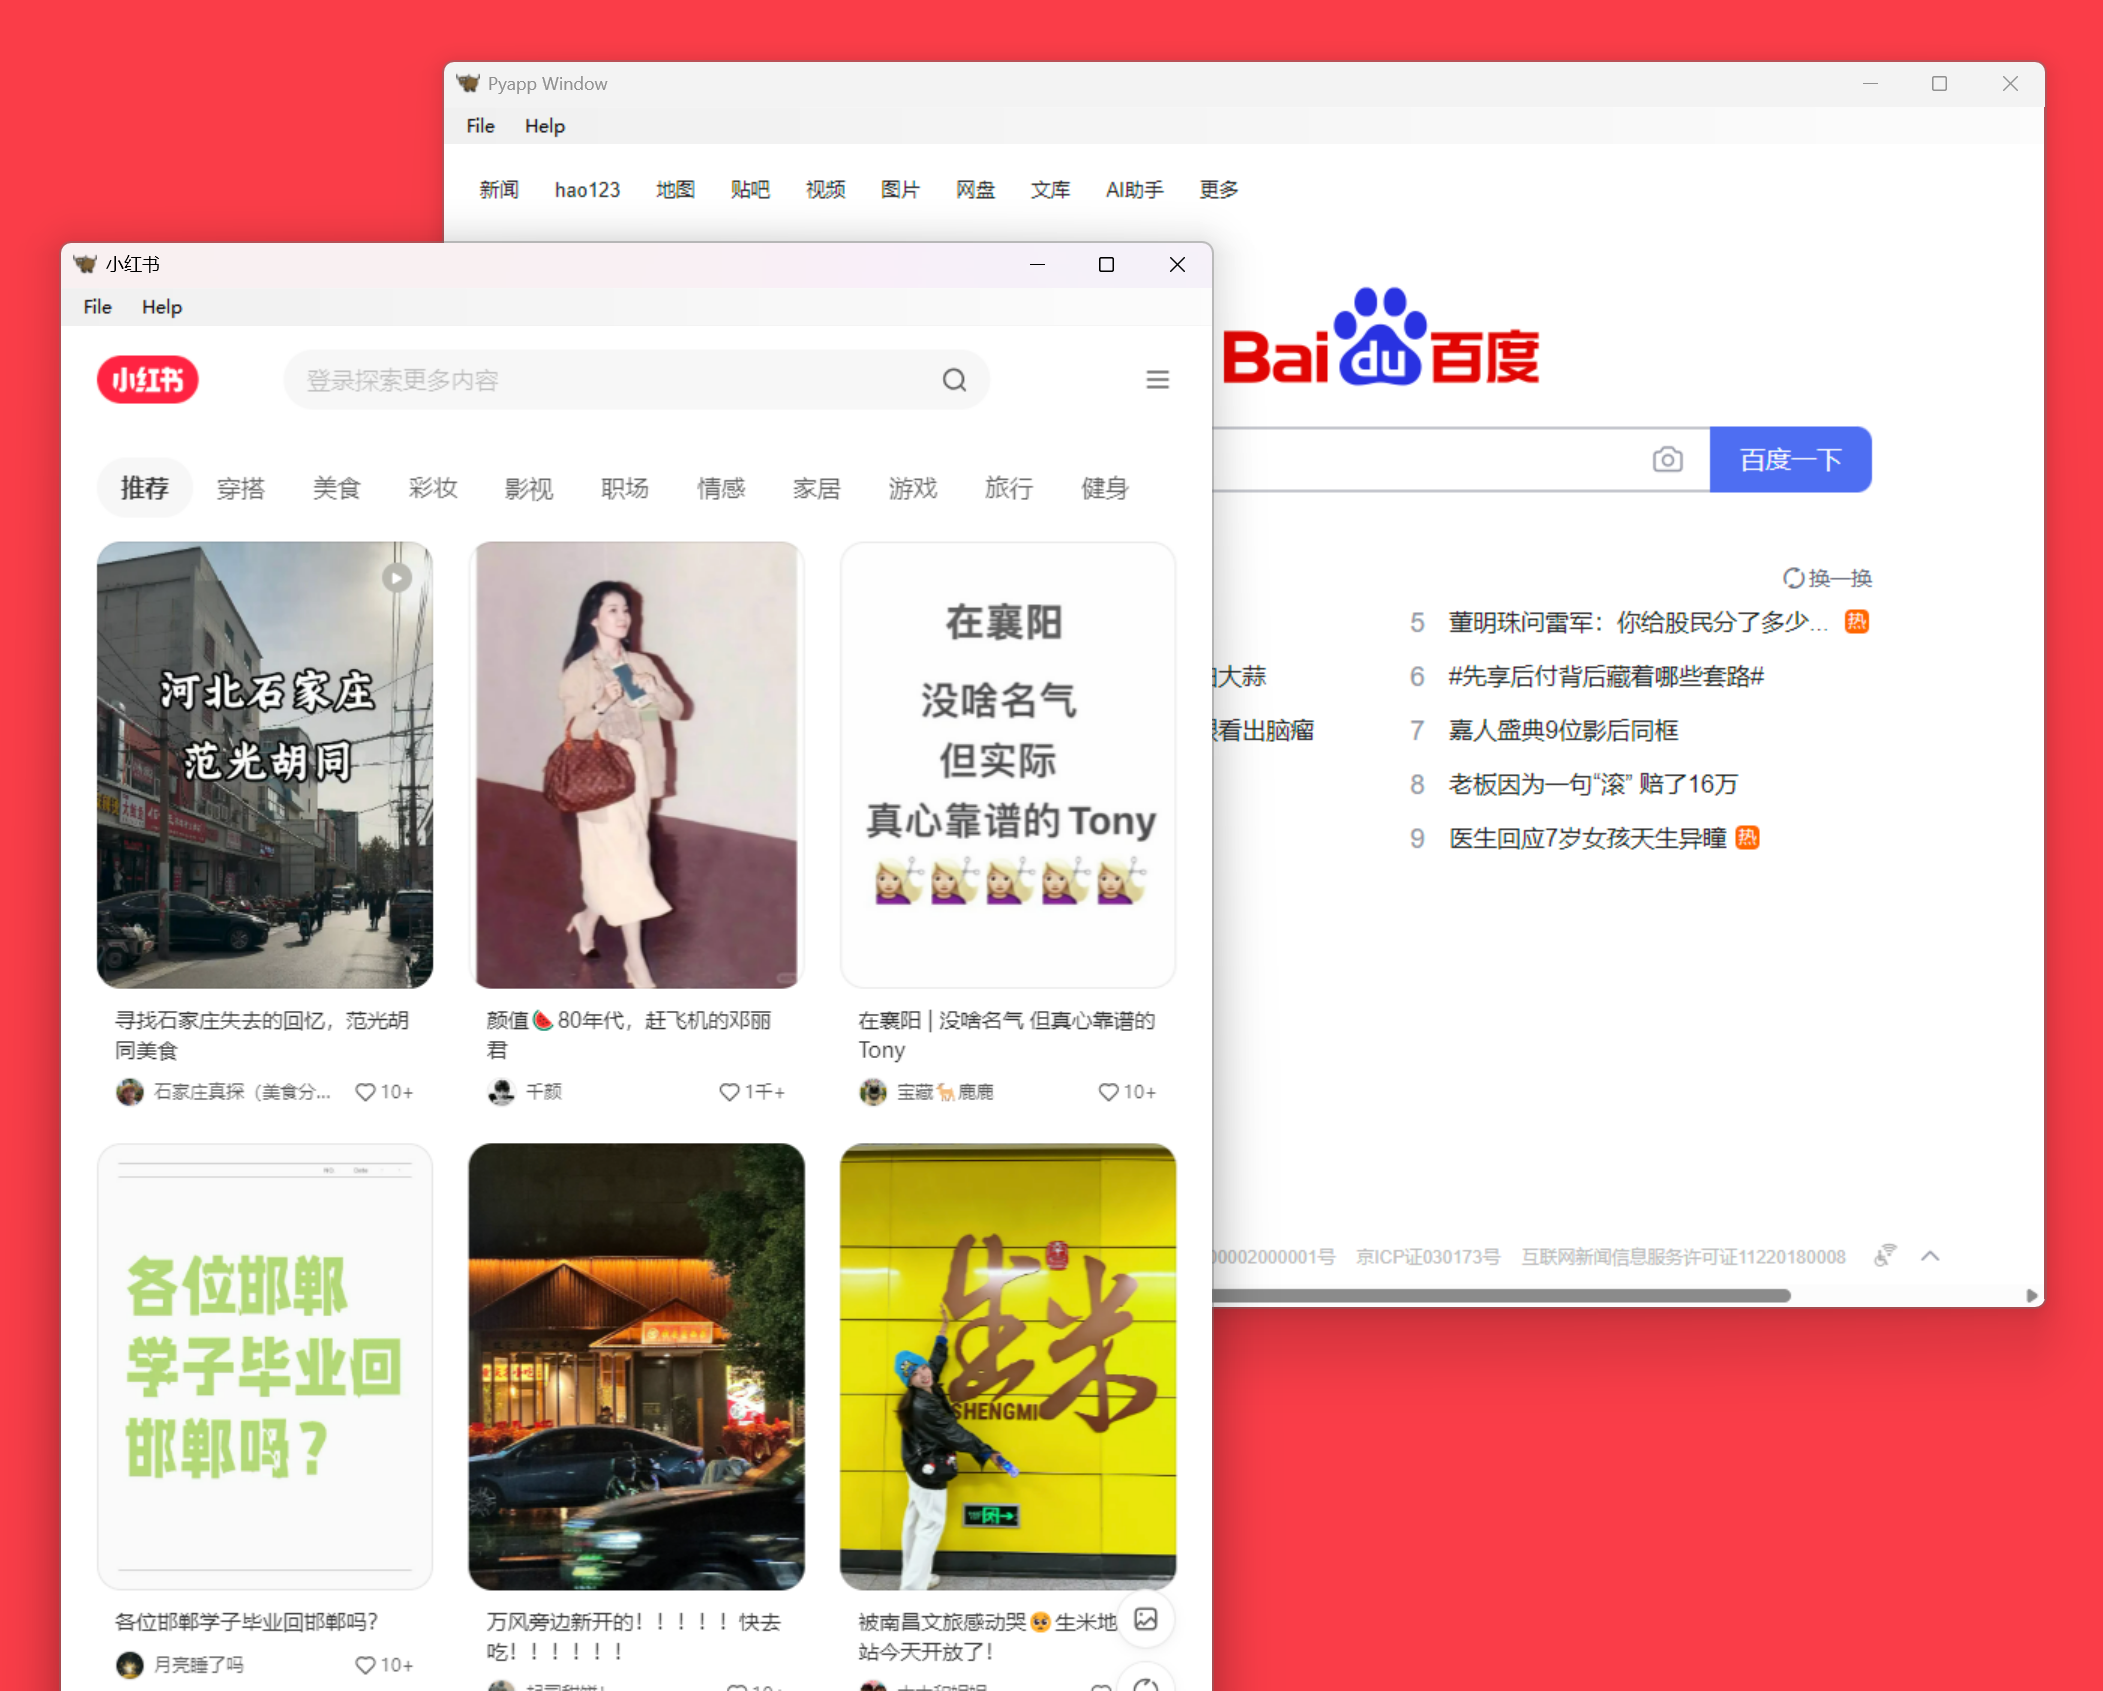 Pyapp Window
File Help
新闻 hao123 地图 贴吧 视频 图片 网盘 文库 AI助手 更多
Bai du 百度
百度一下
换一换
5 董明珠问雷军：你给股民分了多少... 热
大蒜
6 #先享后付背后藏着哪些套路#
看出脑瘤
7 嘉人盛典9位影后同框
8 老板因为一句“滚” 赔了16万
9 医生回应7岁女孩天生异瞳 热
00002000001号 京ICP证030173号 互联网新闻信息服务许可证11220180008
小红书
File Help
小红书
登录探索更多内容
推荐 穿搭 美食 彩妆 影视 职场 情感 家居 游戏 旅行 健身
河北石家庄
范光胡同
寻找石家庄失去的回忆，范光胡
同美食
石家庄真探（美食分... 10+
颜值🍉80年代，赶飞机的邓丽
君
千颜 1千+
在襄阳
没啥名气
但实际
真心靠谱的 Tony
在襄阳 | 没啥名气 但真心靠谱的
Tony
宝藏🐐鹿鹿 10+
NO. Date
各位邯郸
学子毕业回
邯郸吗？
各位邯郸学子毕业回邯郸吗？
月亮睡了吗 10+
万风旁边新开的！！！！！快去
吃！！！！！！
生米
SHENGMI
被南昌文旅感动哭🥺生米地
站今天开放了！